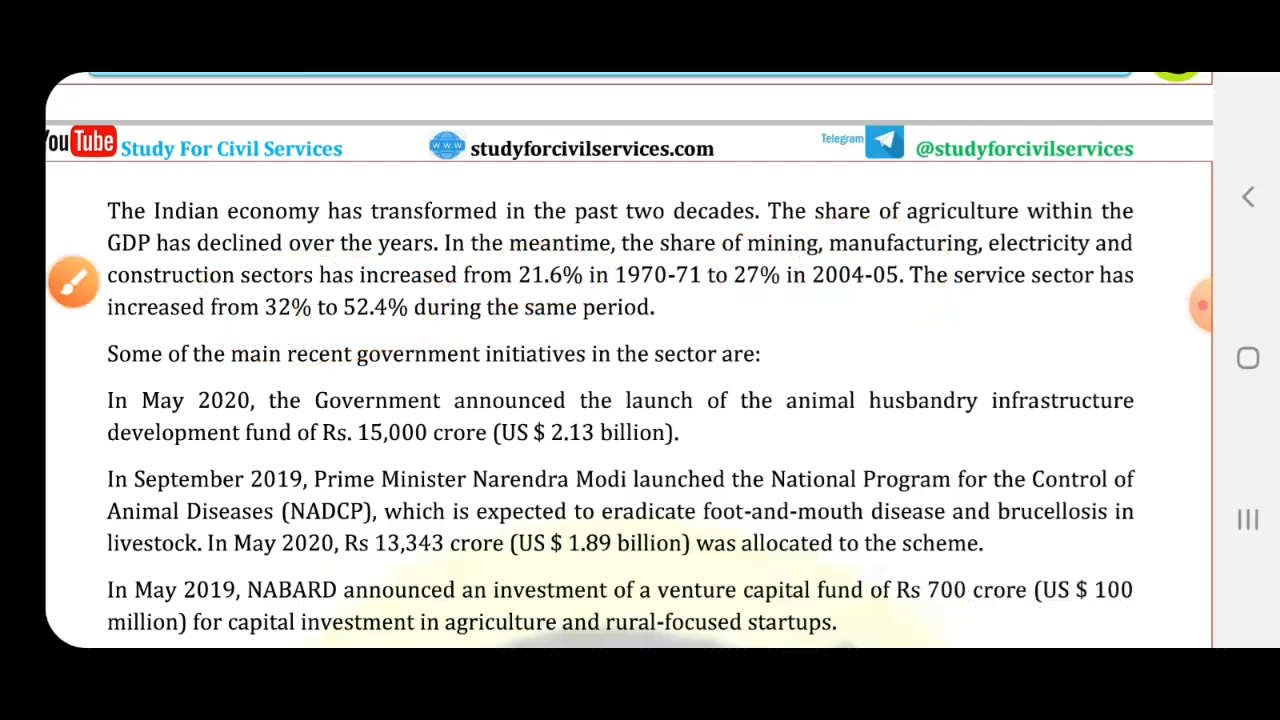 YouTube Study For Civil Services
www studyforcivilservices.com
Telegram @studyforcivilservices
The Indian economy has transformed in the past two decades. The share of agriculture within the
GDP has declined over the years. In the meantime, the share of mining, manufacturing, electricity and
construction sectors has increased from 21.6% in 1970-71 to 27% in 2004-05. The service sector has
increased from 32% to 52.4% during the same period.
Some of the main recent government initiatives in the sector are:
In May 2020, the Government announced the launch of the animal husbandry infrastructure
development fund of Rs. 15,000 crore (US $ 2.13 billion).
In September 2019, Prime Minister Narendra Modi launched the National Program for the Control of
Animal Diseases (NADCP), which is expected to eradicate foot-and-mouth disease and brucellosis in
livestock. In May 2020, Rs 13,343 crore (US $ 1.89 billion) was allocated to the scheme.
In May 2019, NABARD announced an investment of a venture capital fund of Rs 700 crore (US $ 100
million) for capital investment in agriculture and rural-focused startups.